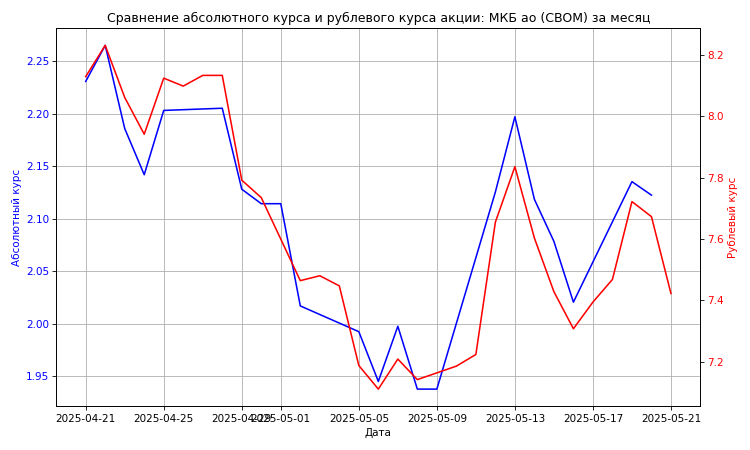 Сравнение абсолютного курса и рублевого курса акции: МКБ ао (CBOM) за месяц
Абсолютный курс
2.25
2.20
2.15
2.10
2.05
2.00
1.95
8.2
8.0
7.8
7.6
7.4
7.2
Рублевый курс
2025-04-21 2025-04-25 2025-04-29 2025-05-01 2025-05-05 2025-05-09 2025-05-13 2025-05-17 2025-05-21
Дата